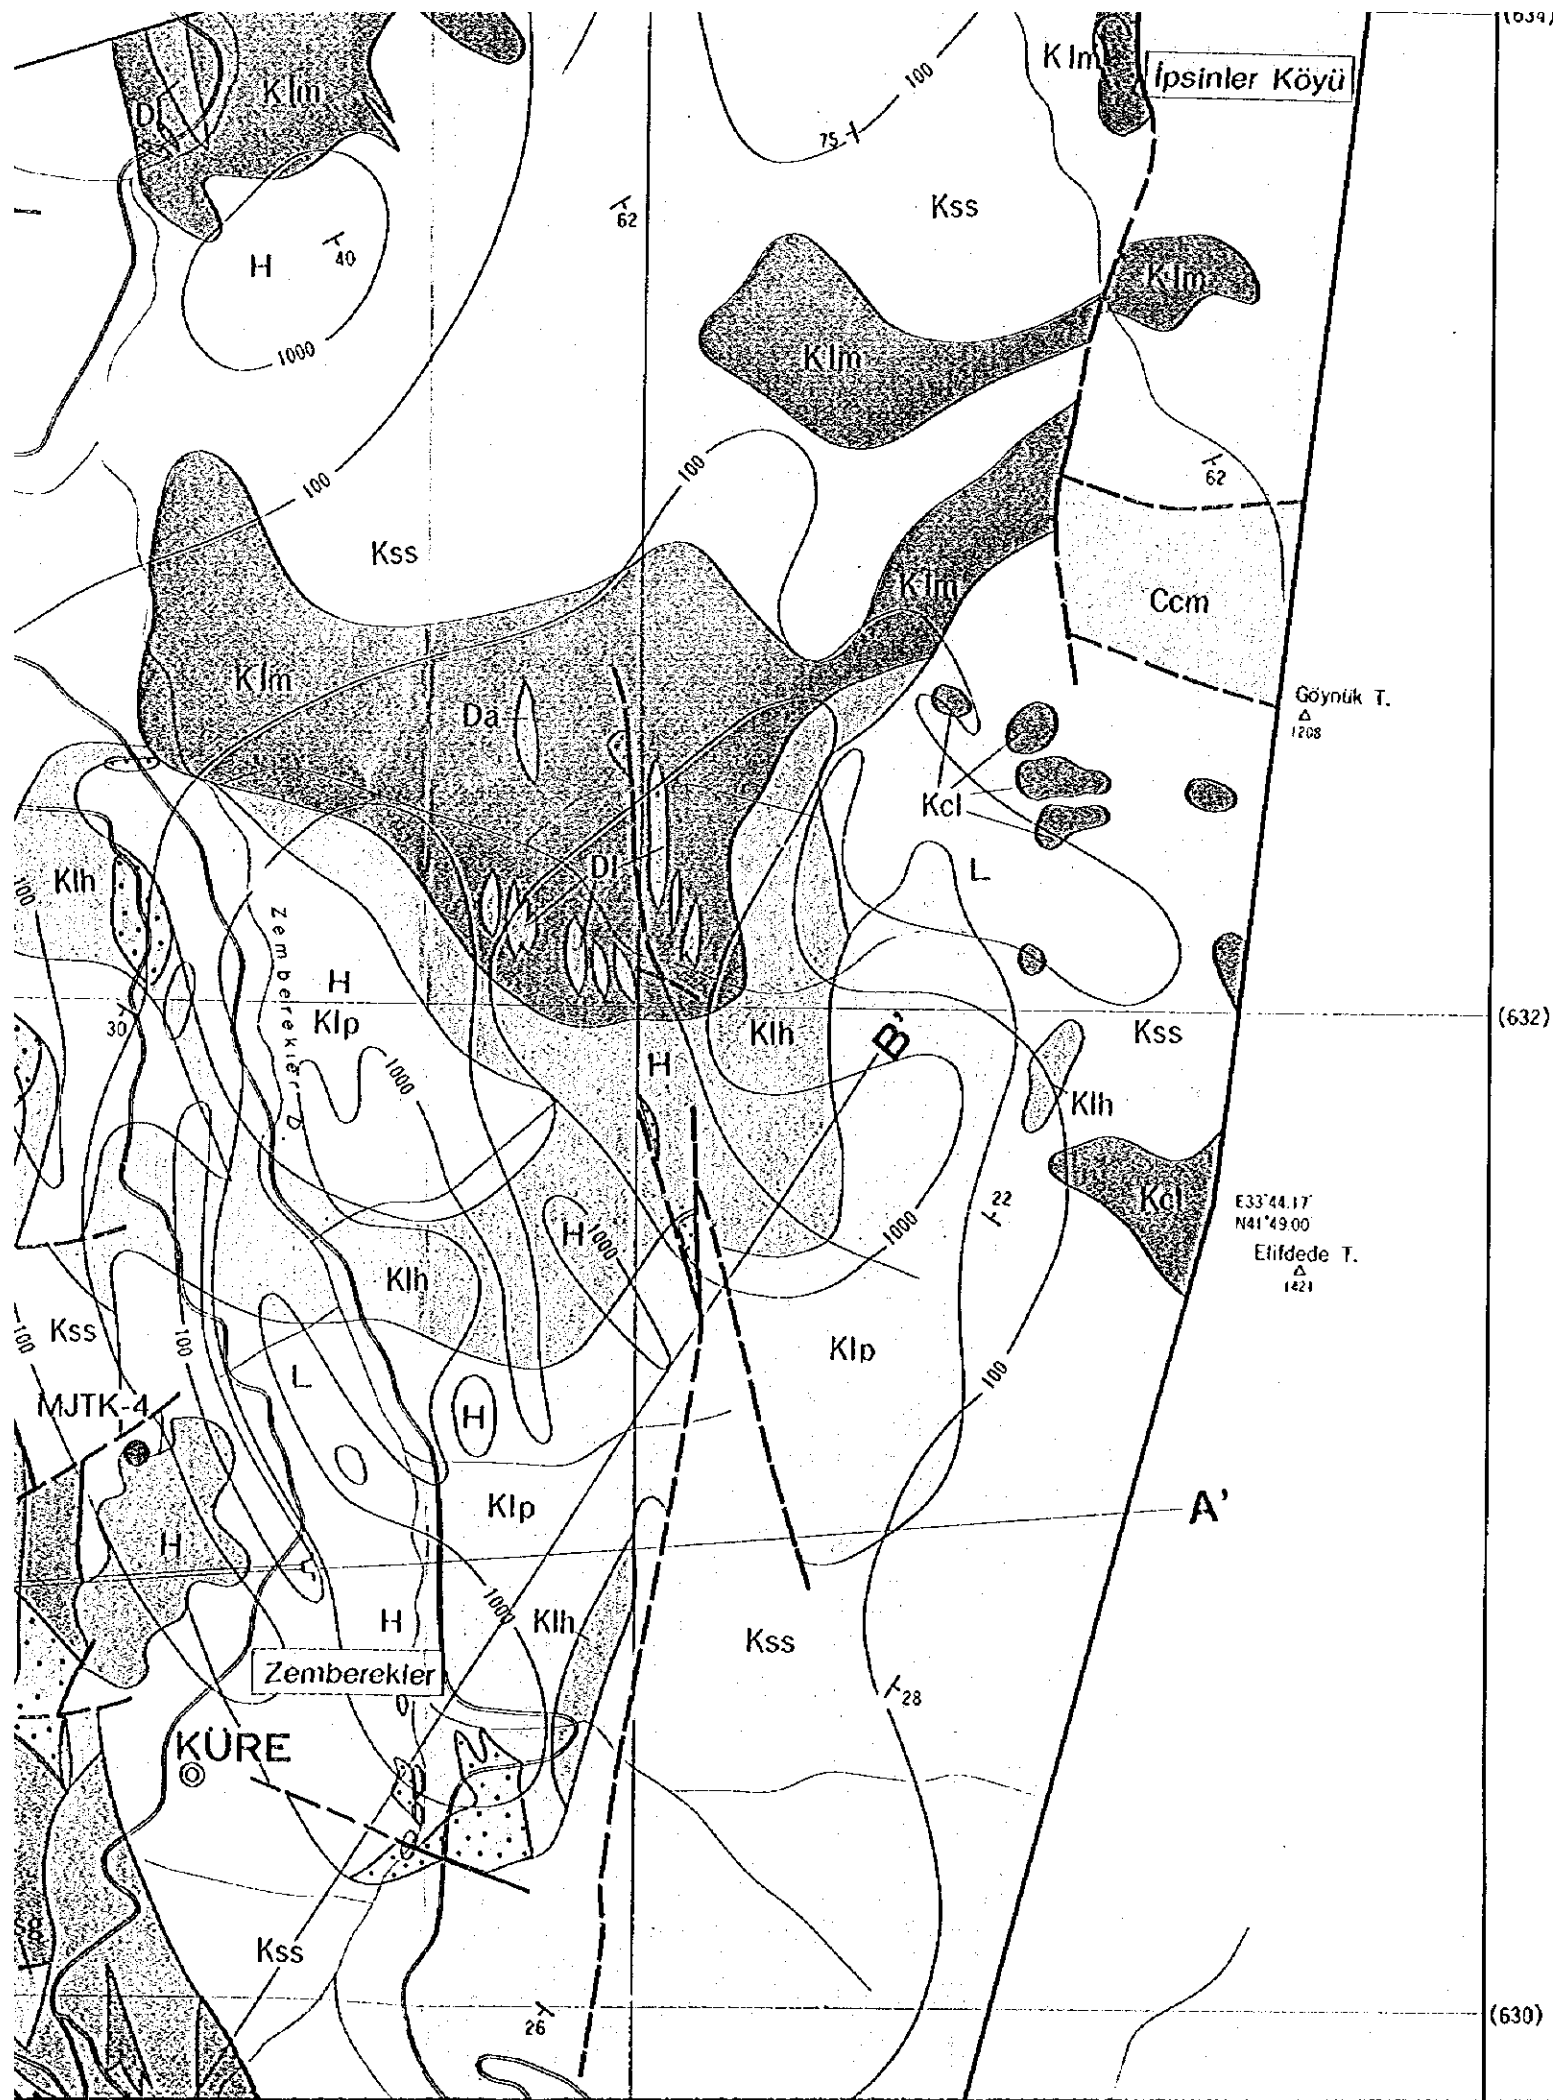 (634)
Klm
İpsinler Köyü
Dl
Klm
100
75
Kss
62
H
40
Klm
1000
Klm
100
100
62
Kss
Klm
Ccm
Klm
Da
Göynük T.
1208
Kcl
Dl
L
Klh
100
Zemberekler D.
H
Klp
30
Klh
B'
Kss
(632)
H
1000
Klh
Kcl
22
E33°44.17'
N41°49.00'
Elifdede T.
1421
H
1000
1000
Klh
Kss
100
100
L
Klp
100
MJTK-4
H
Klp
A'
H
1000
H
Klh
Kss
Zemberekler
28
KÜRE
sg
Kss
26
(630)